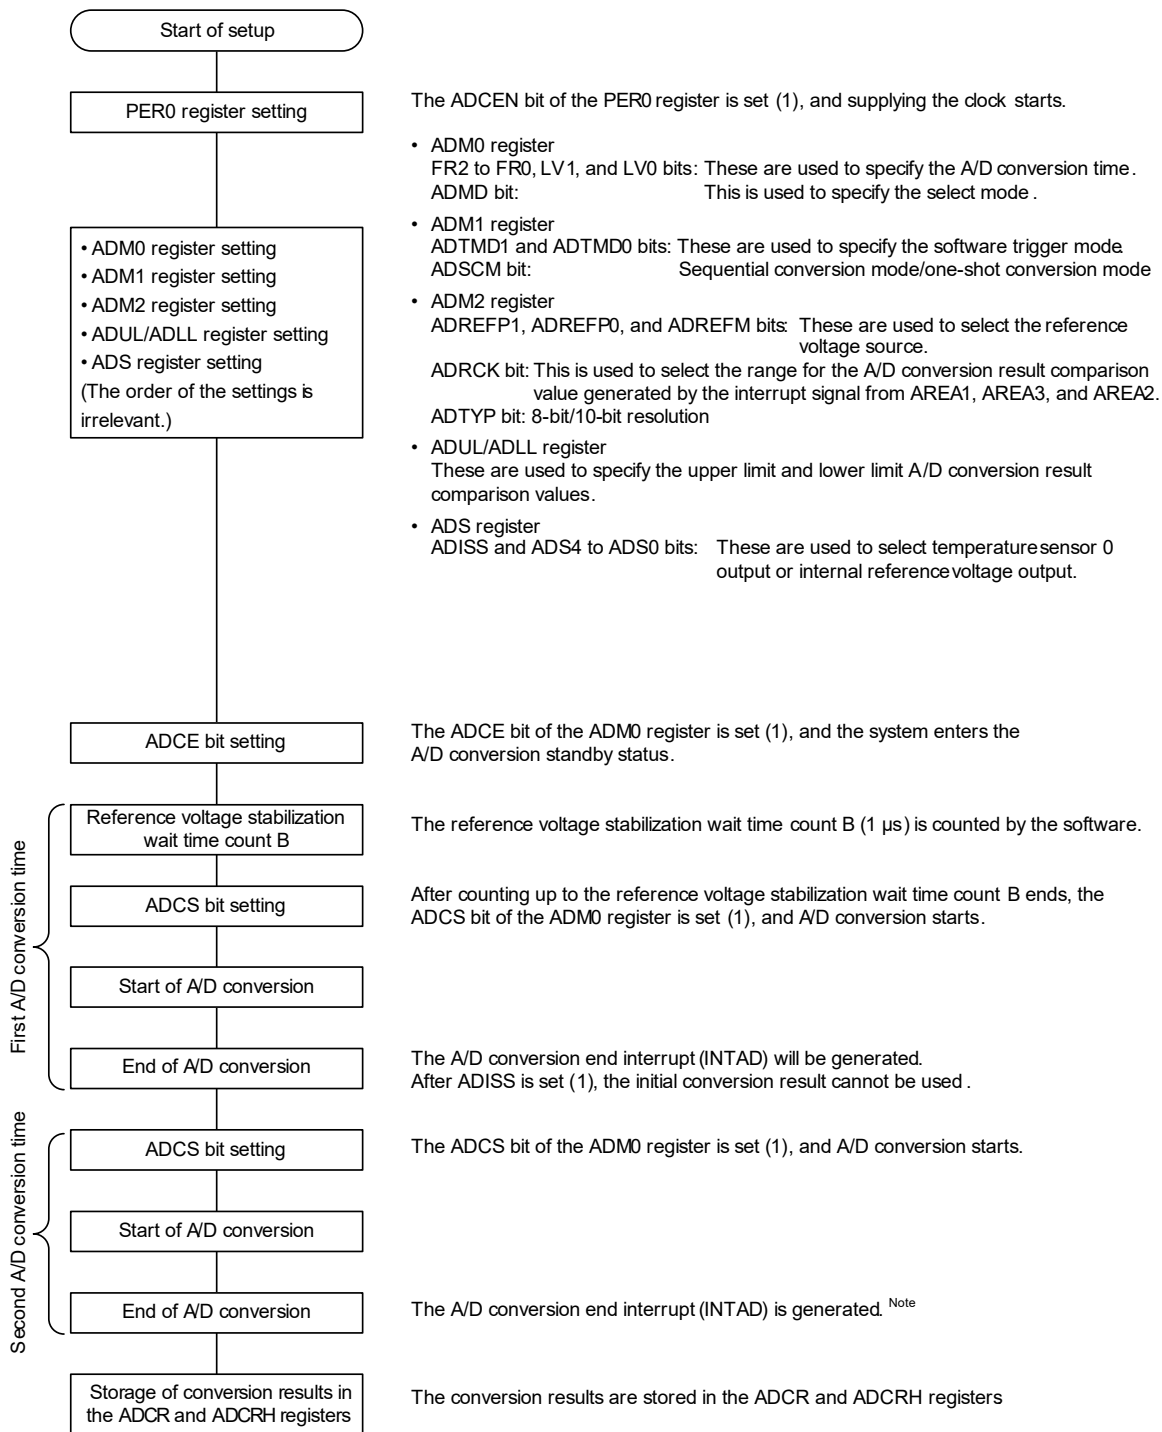 Start of setup
PER0 register setting
The ADCEN bit of the PER0 register is set (1), and supplying the clock starts.
• ADM0 register
FR2 to FR0, LV1, and LV0 bits: These are used to specify the A/D conversion time.
ADMD bit: This is used to specify the select mode.
• ADM1 register
ADTMD1 and ADTMD0 bits: These are used to specify the software trigger mode.
ADSCM bit: Sequential conversion mode/one-shot conversion mode
• ADM2 register
ADREFP1, ADREFP0, and ADREFM bits: These are used to select the reference
voltage source.
ADRCK bit: This is used to select the range for the A/D conversion result comparison
value generated by the interrupt signal from AREA1, AREA3, and AREA2.
ADTYP bit: 8-bit/10-bit resolution
• ADUL/ADLL register
These are used to specify the upper limit and lower limit A/D conversion result
comparison values.
• ADS register
ADISS and ADS4 to ADS0 bits: These are used to select temperature sensor 0
output or internal reference voltage output.
• ADM0 register setting
• ADM1 register setting
• ADM2 register setting
• ADUL/ADLL register setting
• ADS register setting
(The order of the settings is
irrelevant.)
ADCE bit setting
The ADCE bit of the ADM0 register is set (1), and the system enters the
A/D conversion standby status.
First A/D conversion time
Reference voltage stabilization
wait time count B
The reference voltage stabilization wait time count B (1 µs) is counted by the software.
ADCS bit setting
After counting up to the reference voltage stabilization wait time count B ends, the
ADCS bit of the ADM0 register is set (1), and A/D conversion starts.
Start of A/D conversion
End of A/D conversion
The A/D conversion end interrupt (INTAD) will be generated.
After ADISS is set (1), the initial conversion result cannot be used.
Second A/D conversion time
ADCS bit setting
The ADCS bit of the ADM0 register is set (1), and A/D conversion starts.
Start of A/D conversion
End of A/D conversion
The A/D conversion end interrupt (INTAD) is generated. Note
Storage of conversion results in
the ADCR and ADCRH registers
The conversion results are stored in the ADCR and ADCRH registers